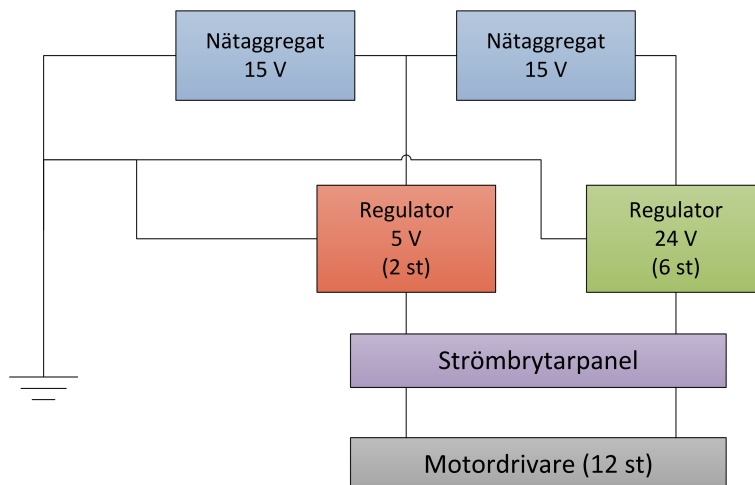 Nätaggregat
15 V
Nätaggregat
15 V
Regulator
5 V
(2 st)
Regulator
24 V
(6 st)
Strömbrytarpanel
Motordrivare (12 st)